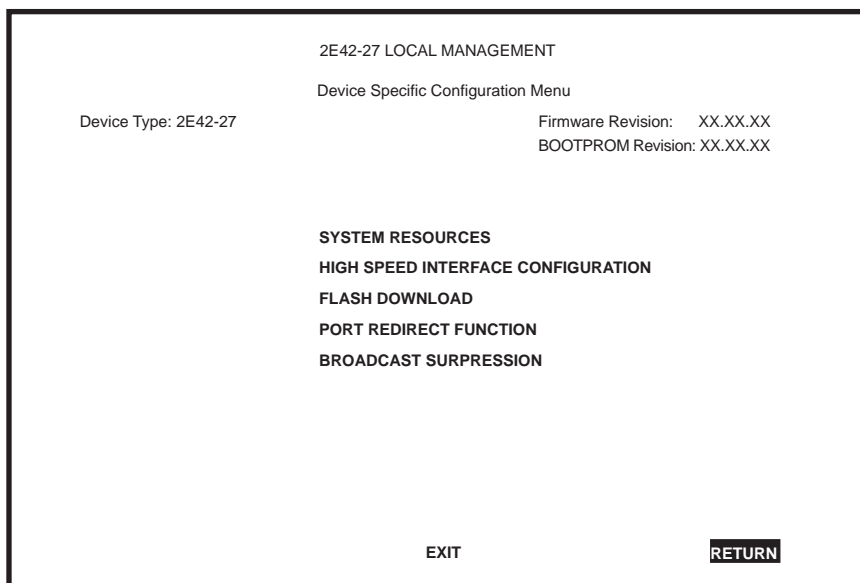 2E42-27 LOCAL MANAGEMENT
Device Specific Configuration Menu
Device Type: 2E42-27 Firmware Revision: XX.XX.XX
BOOTPROM Revision: XX.XX.XX
SYSTEM RESOURCES
HIGH SPEED INTERFACE CONFIGURATION
FLASH DOWNLOAD
PORT REDIRECT FUNCTION
BROADCAST SURPRESSION
EXIT RETURN